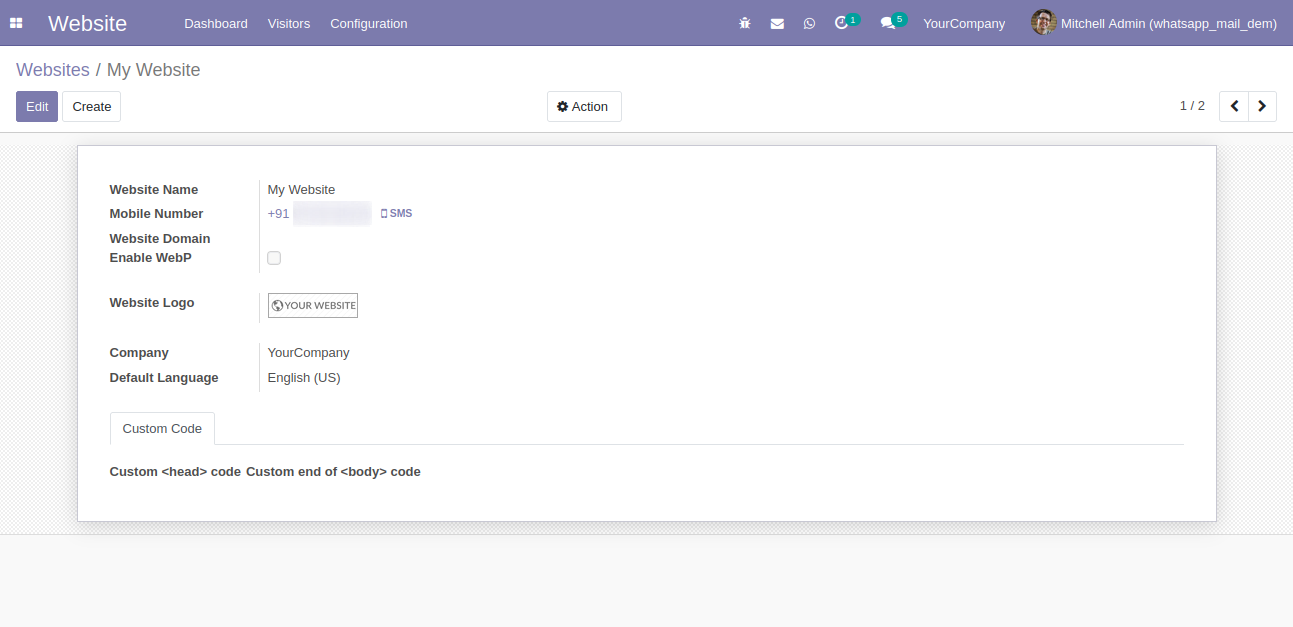 Website Dashboard Visitors Configuration 1 5 YourCompany Mitchell Admin (whatsapp_mail_dem)
Websites / My Website
Edit Create Action 1 / 2
Website Name My Website
Mobile Number +91 SMS
Website Domain
Enable WebP
Website Logo YOUR WEBSITE
Company YourCompany
Default Language English (US)
Custom Code
Custom <head> code Custom end of <body> code